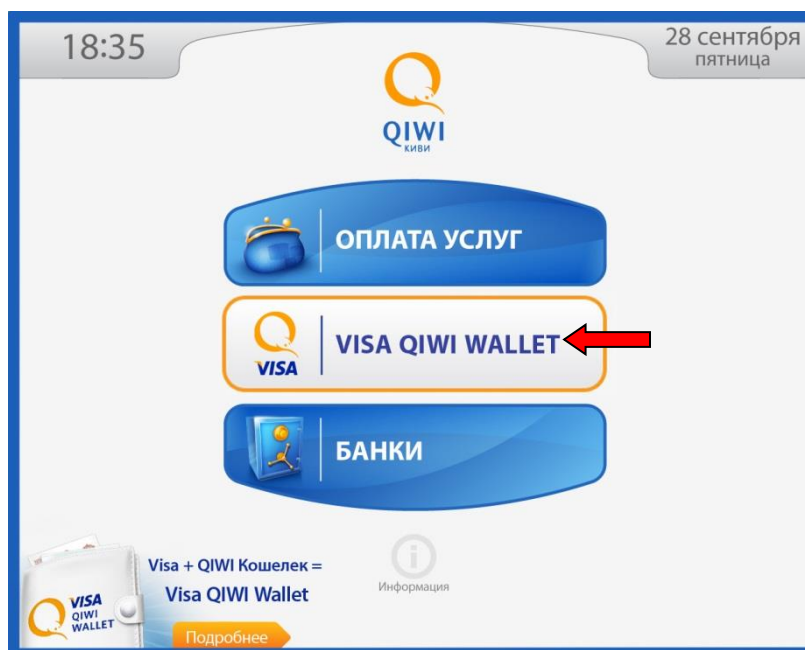 18:35
28 сентября
пятница
QIWI
КИВИ
ОПЛАТА УСЛУГ
VISA
VISA QIWI WALLET
БАНКИ
Visa + QIWI Кошелек =
Visa QIWI Wallet
Подробнее
VISA
QIWI
WALLET
Информация